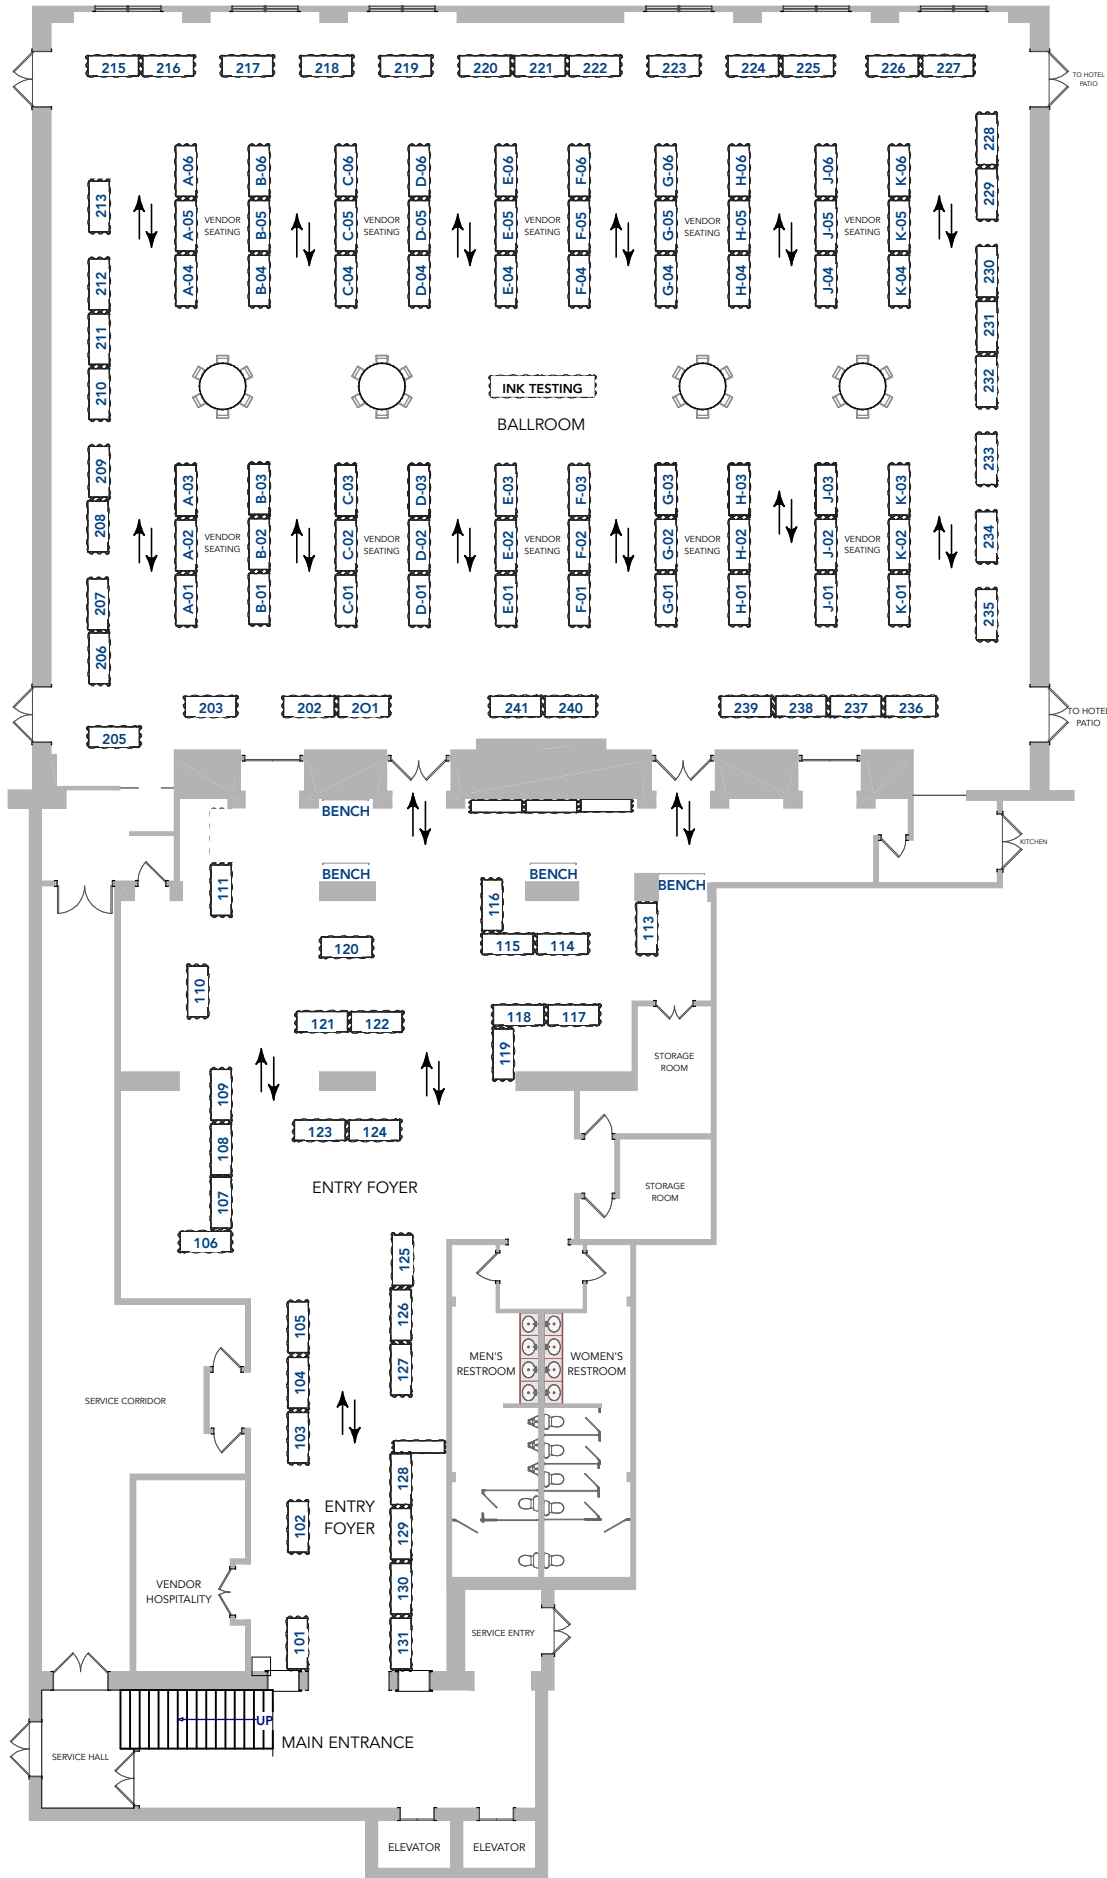 215 216 217 218 219 220 221 222 223 224 225 226 227
TO HOTEL
PATIO
228
229
213
A-06 B-06 C-06 D-06 E-06 F-06 G-06 H-06 J-06 K-06
A-05 B-05 C-05 D-05 E-05 F-05 G-05 H-05 J-05 K-05
VENDOR
SEATING
VENDOR
SEATING
VENDOR
SEATING
VENDOR
SEATING
VENDOR
SEATING
A-04 B-04 C-04 D-04 E-04 F-04 G-04 H-04 J-04 K-04
212
211
210
230
231
232
INK TESTING
BALLROOM
209
208
233
A-03 B-03 C-03 D-03 E-03 F-03 G-03 H-03 J-03 K-03
A-02 B-02 C-02 D-02 E-02 F-02 G-02 H-02 J-02 K-02
VENDOR
SEATING
VENDOR
SEATING
VENDOR
SEATING
VENDOR
SEATING
VENDOR
SEATING
A-01 B-01 C-01 D-01 E-01 F-01 G-01 H-01 J-01 K-01
234
235
207
206
203 202 2O1 241 240 239 238 237 236
TO HOTEL
PATIO
205
BENCH
KITCHEN
BENCH BENCH BENCH
111
116
113
120
115 114
110
121 122
118 117
119
STORAGE
ROOM
109
108
107
123 124
ENTRY FOYER
STORAGE
ROOM
106
125
126
127
105
104
103
MEN'S
RESTROOM
WOMEN'S
RESTROOM
SERVICE CORRIDOR
128
129
130
131
102
ENTRY
FOYER
VENDOR
HOSPITALITY
101
SERVICE ENTRY
UP
MAIN ENTRANCE
SERVICE HALL
ELEVATOR ELEVATOR